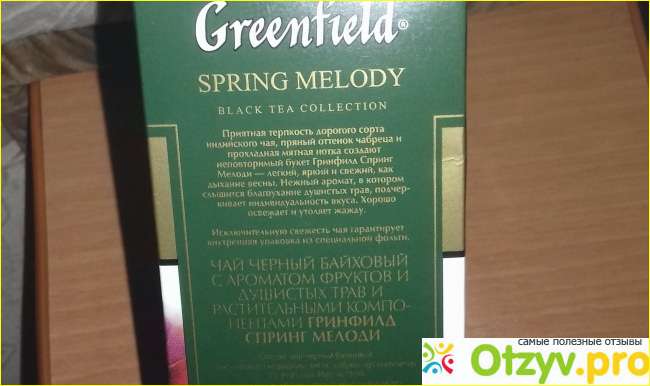 Greenfield®
SPRING MELODY
BLACK TEA COLLECTION
Приятная терпкость дорогого сорта
индийского чая, пряный оттенок чабреца и
прохладная мятная нотка создают
неповторимый букет Гринфилд Спринг
Мелоди — легкий, яркий и свежий, как
дыхание весны. Нежный аромат, в котором
слышится благоухание душистых трав, подчер-
кивает индивидуальность вкуса. Хорошо
освежает и утоляет жажду.
Исключительную свежесть чая гарантирует
внутренняя упаковка из специальной фольги.
ЧАЙ ЧЕРНЫЙ БАЙХОВЫЙ
С АРОМАТОМ ФРУКТОВ И
ДУШИСТЫХ ТРАВ И
РАСТИТЕЛЬНЫМИ КОМПО-
НЕНТАМИ ГРИНФИЛД
СПРИНГ МЕЛОДИ
самые полезные отзывы
Otzyv.pro